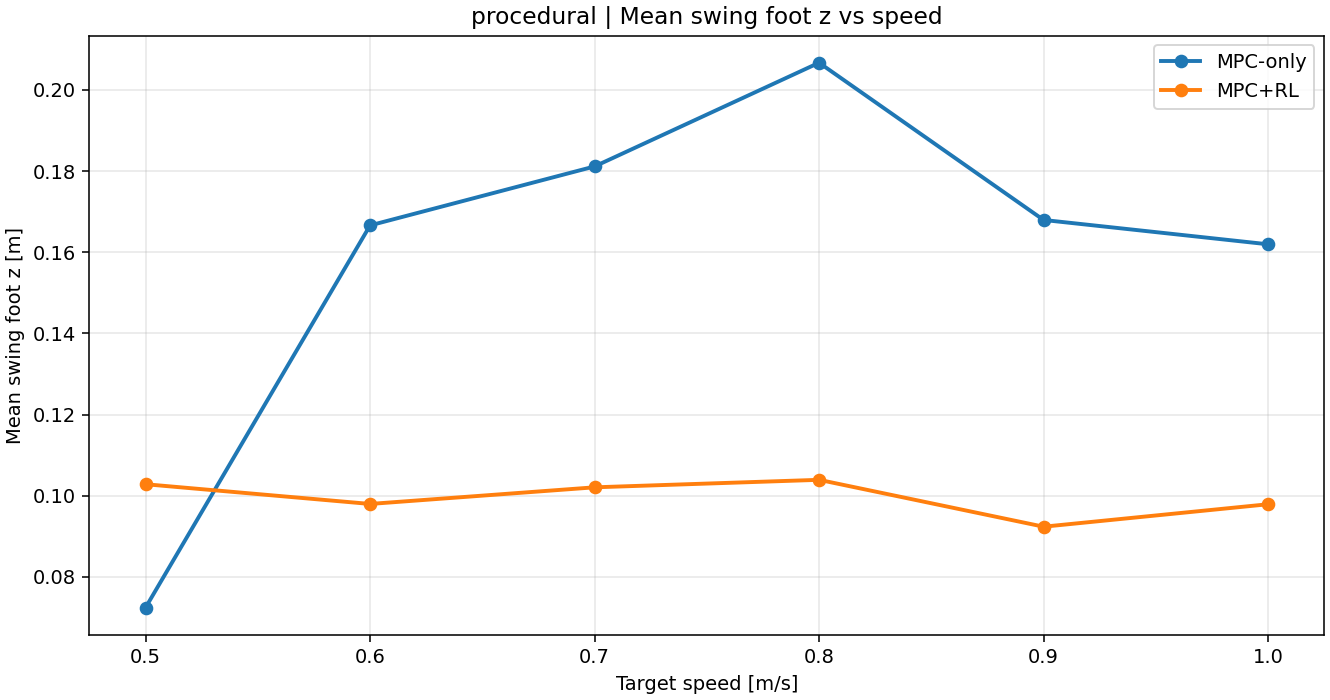 procedural | Mean swing foot z vs speed
MPC-only
MPC+RL
Mean swing foot z [m]
0.20
0.18
0.16
0.14
0.12
0.10
0.08
0.5 0.6 0.7 0.8 0.9 1.0
Target speed [m/s]